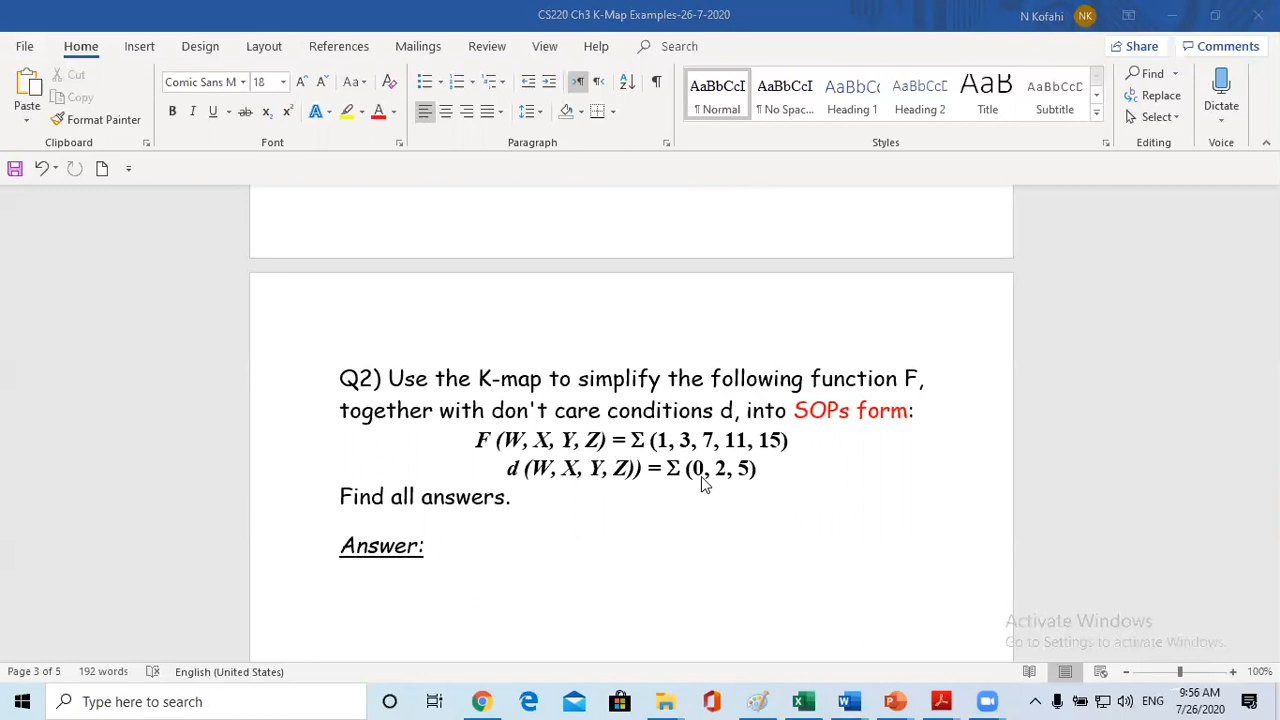 CS220 Ch3 K-Map Examples-26-7-2020
N Kofahi NK
File Home Insert Design Layout References Mailings Review View Help Search Share Comments
Paste Cut Copy Format Painter
Comic Sans M 18
AaBbCcI AaBbCcI AaBbCc AaBbCcI AaB AaBbCcI
¶ Normal ¶ No Spac... Heading 1 Heading 2 Title Subtitle
Find Replace Select Dictate
Clipboard Font Paragraph Styles Editing Voice
Q2) Use the K-map to simplify the following function F,
together with don't care conditions d, into SOPs form:
F (W, X, Y, Z) = Σ (1, 3, 7, 11, 15)
d (W, X, Y, Z)) = Σ (0, 2, 5)
Find all answers.
Answer:
Activate Windows
Go to Settings to activate Windows.
Page 3 of 5 192 words English (United States) 100%
Type here to search ENG 9:56 AM
7/26/2020